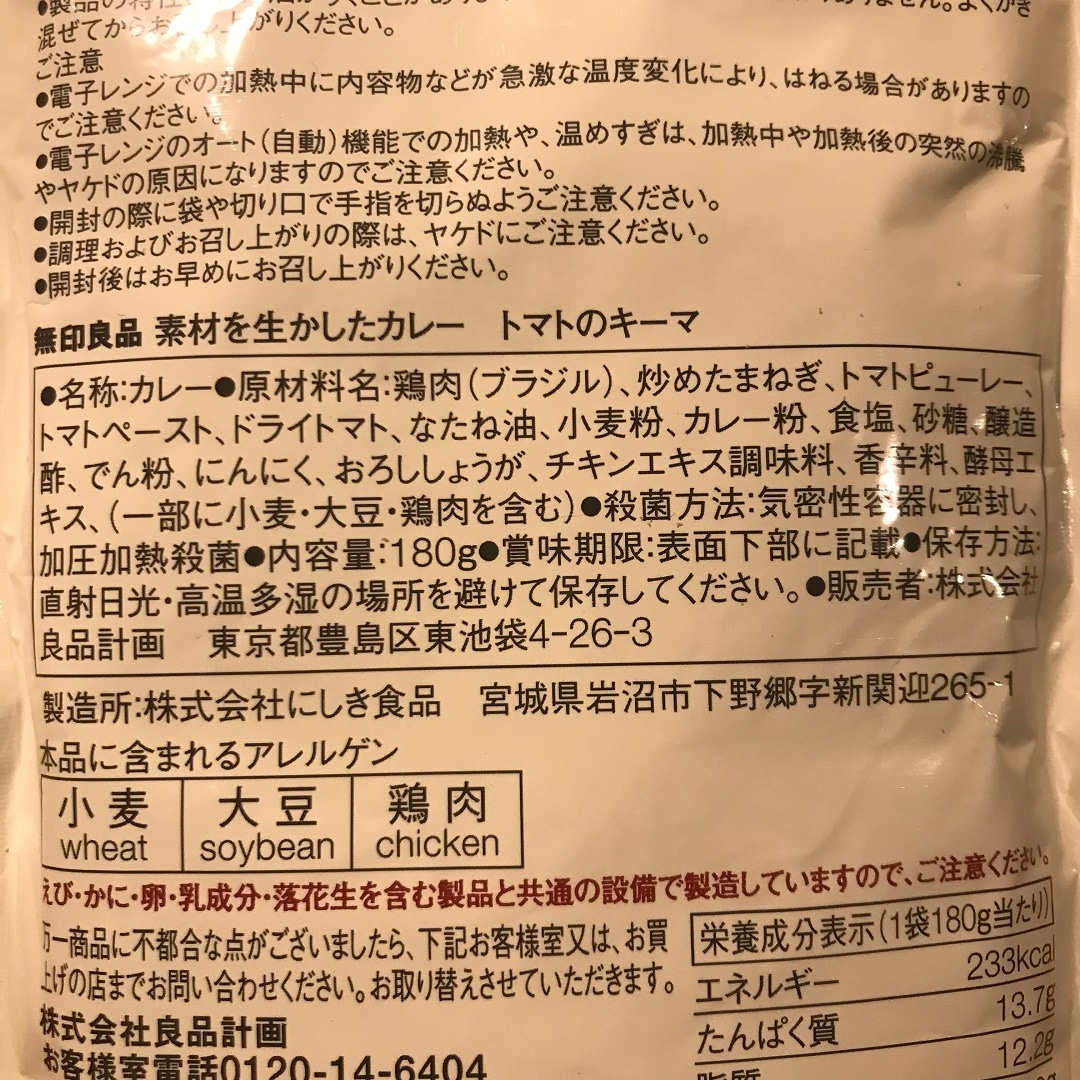 ●製品の特性
混ぜてからお召し上がりください。
ご注意
●電子レンジでの加熱中に内容物などが急激な温度変化により、はねる場合がありますの
でご注意ください。
●電子レンジのオート(自動)機能での加熱や、温めすぎは、加熱中や加熱後の突然の沸騰
やヤケドの原因になりますのでご注意ください。
●開封の際に袋や切り口で手指を切らぬようご注意ください。
●調理およびお召し上がりの際は、ヤケドにご注意ください。
●開封後はお早めにお召し上がりください。
無印良品 素材を生かしたカレー トマトのキーマ
●名称:カレー●原材料名:鶏肉(ブラジル)、炒めたまねぎ、トマトピューレー、
トマトペースト、ドライトマト、なたね油、小麦粉、カレー粉、食塩、砂糖、醸造
酢、でん粉、にんにく、おろししょうが、チキンエキス調味料、香辛料、酵母エ
キス、(一部に小麦・大豆・鶏肉を含む)●殺菌方法:気密性容器に密封し、
加圧加熱殺菌●内容量:180g●賞味期限:表面下部に記載●保存方法:
直射日光・高温多湿の場所を避けて保存してください。●販売者:株式会社
良品計画 東京都豊島区東池袋4-26-3
製造所:株式会社にしき食品 宮城県岩沼市下野郷字新関迎265-1
本品に含まれるアレルゲン
小麦 大豆 鶏肉
wheat soybean chicken
えび・かに・卵・乳成分・落花生を含む製品と共通の設備で製造していますので、ご注意ください。
万一商品に不都合な点がございましたら、下記お客様室又は、お買
上げの店までお問い合わせください。お取り替えさせていただきます。
株式会社良品計画
お客様室電話0120-14-6404
栄養成分表示(1袋180g当たり)
エネルギー 233kcal
たんぱく質 13.7g
脂質 12.2g